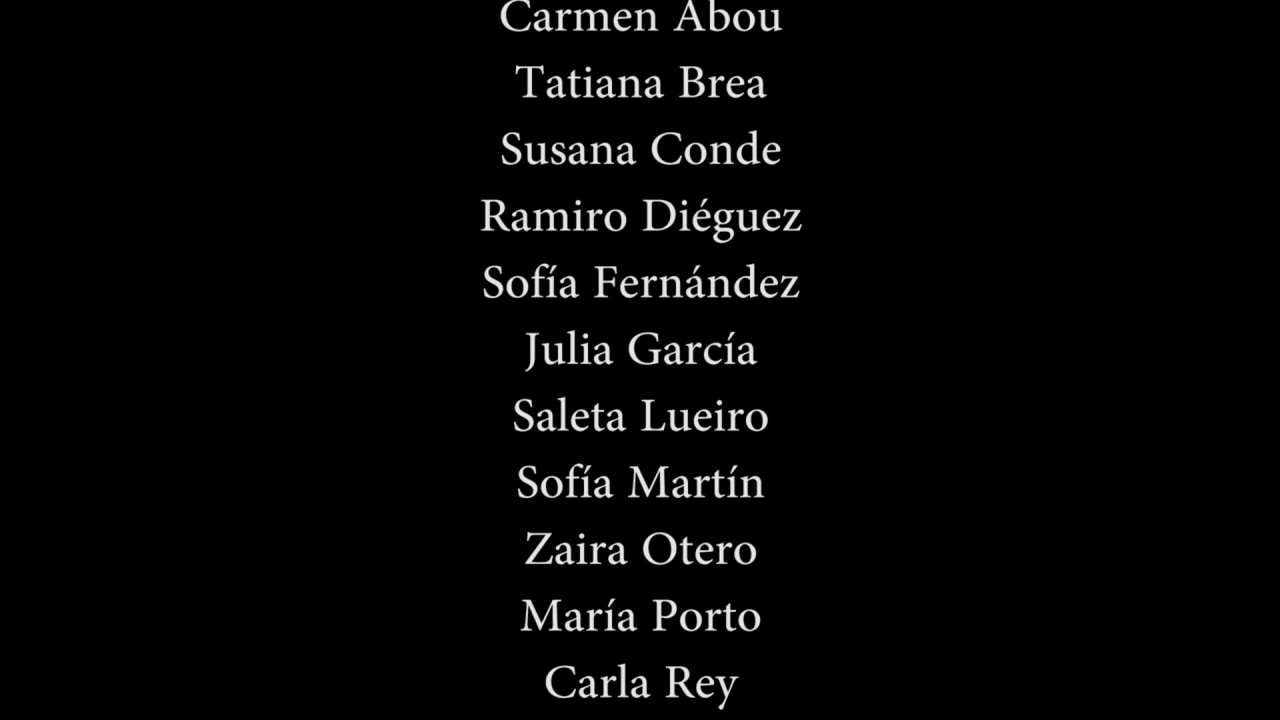 Carmen Abou
Tatiana Brea
Susana Conde
Ramiro Diéguez
Sofía Fernández
Julia García
Saleta Lueiro
Sofía Martín
Zaira Otero
María Porto
Carla Rey